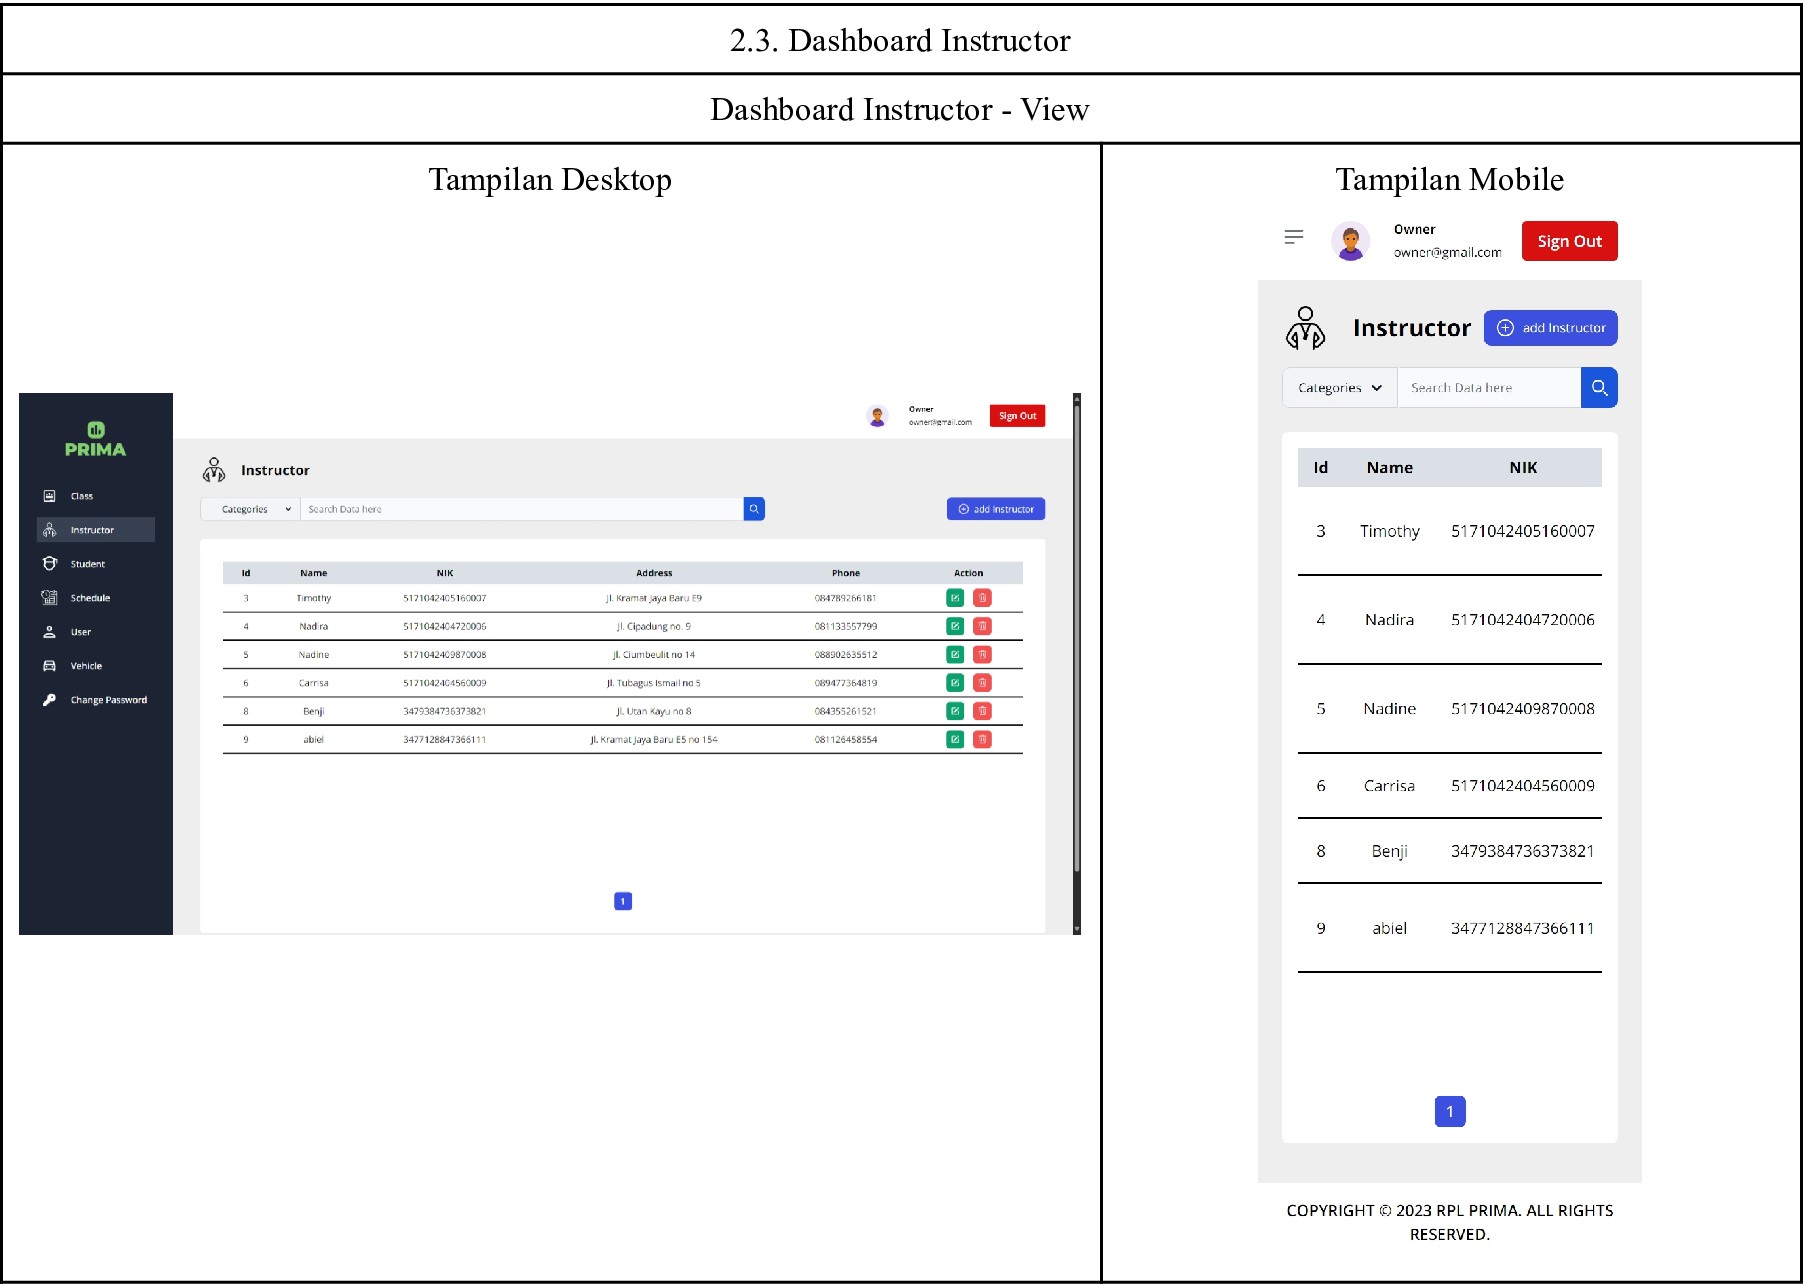 2.3. Dashboard Instructor
Dashboard Instructor - View
Tampilan Desktop
PRIMA
Class
Instructor
Student
Schedule
User
Vehicle
Change Password
Owner
owner@gmail.com
Sign Out
Instructor
Categories Search Data here
add Instructor
Id Name NIK Address Phone Action
3 Timothy 5171042405160007 Jl. Kramat Jaya Baru E9 084789266181
4 Nadira 5171042404720006 Jl. Cipadung no. 9 081133557799
5 Nadine 5171042409870008 Jl. Ciumbeulit no 14 088902635512
6 Carrisa 5171042404560009 Jl. Tubagus Ismail no 5 089477364819
8 Benji 3479384736373821 Jl. Utan Kayu no 8 084355261521
9 abiel 3477128847366111 Jl. Kramat Jaya Baru E5 no 154 081126458554
1
Tampilan Mobile
Owner
owner@gmail.com
Sign Out
Instructor
add Instructor
Categories Search Data here
Id Name NIK
3 Timothy 5171042405160007
4 Nadira 5171042404720006
5 Nadine 5171042409870008
6 Carrisa 5171042404560009
8 Benji 3479384736373821
9 abiel 3477128847366111
1
COPYRIGHT © 2023 RPL PRIMA. ALL RIGHTS
RESERVED.